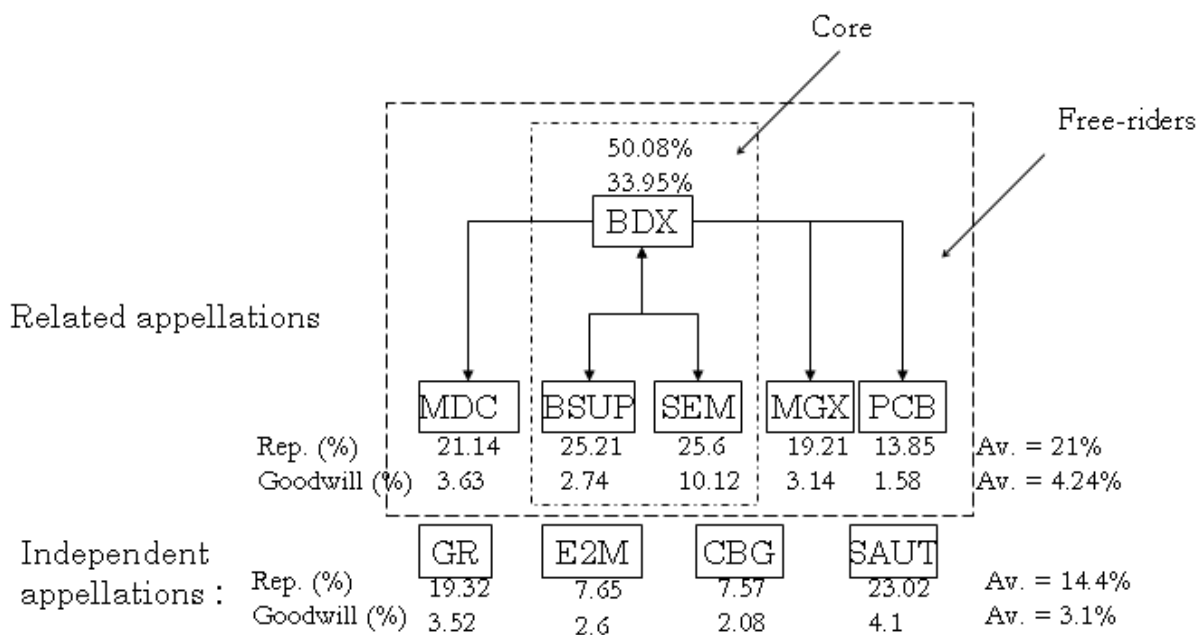 Core
Free-riders
50.08%
33.95%
BDX
Related appellations
MDC BSUP SEM MGX PCB
Rep. (%) 21.14 25.21 25.6 19.21 13.85 Av. = 21%
Goodwill (%) 3.63 2.74 10.12 3.14 1.58 Av. = 4.24%
Independent
appellations :
GR E2M CBG SAUT
Rep. (%) 19.32 7.65 7.57 23.02 Av. = 14.4%
Goodwill (%) 3.52 2.6 2.08 4.1 Av. = 3.1%